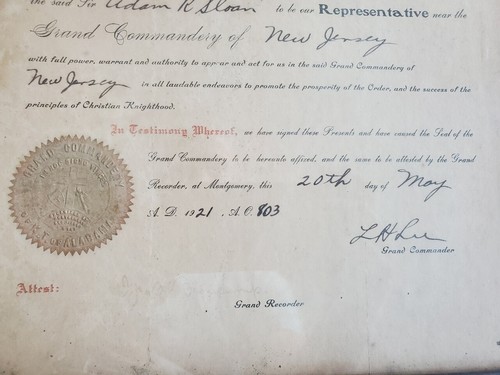 the said Sir Adam K Sloan to be our Representative near the
Grand Commandery of New Jersey
with full power, warrant and authority to appear and act for us in the said Grand Commandery of
New Jersey in all laudable endeavors to promote the prosperity of the Order, and the success of the
principles of Christian Knighthood.
In Testimony Whereof, we have signed these Presents and have caused the Seal of the
Grand Commandery to be hereunto affixed, and the same to be attested by the Grand
Recorder, at Montgomery, this 20th day of May
A. D. 1921 . A. O. 803
GRAND COMMANDERY
OF ALABAMA
L H Lee
Grand Commander
Attest:
Grand Recorder